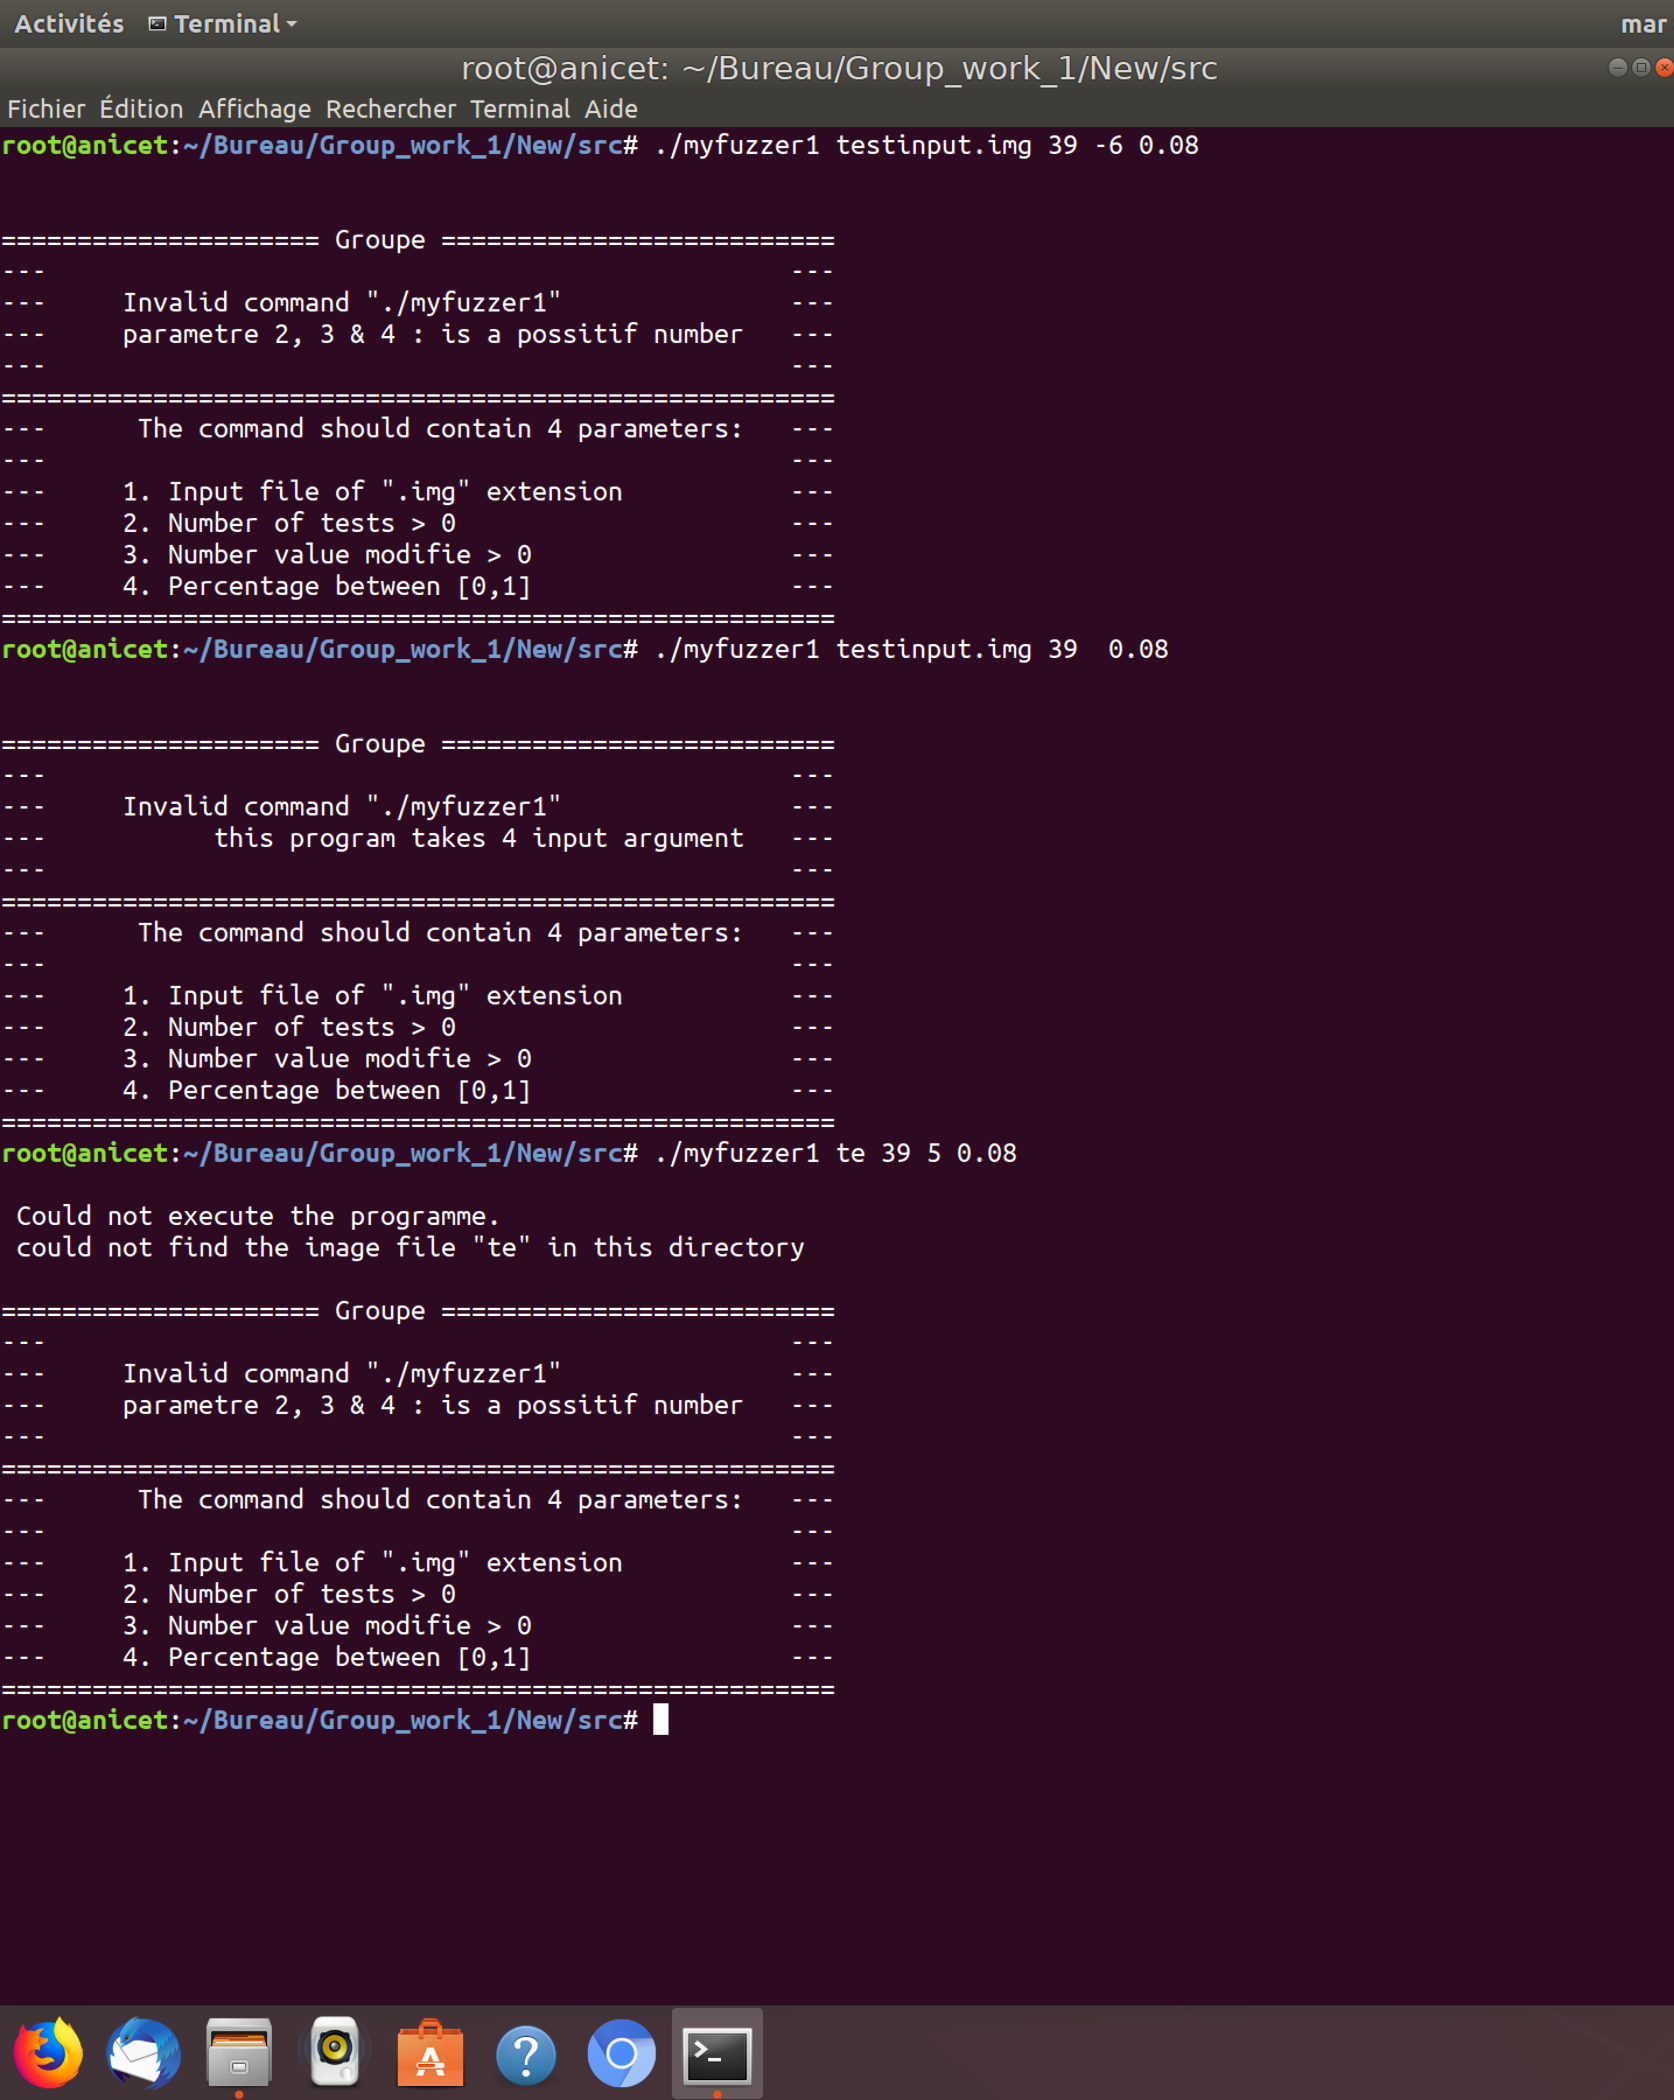 Activités Terminal mar
root@anicet: ~/Bureau/Group_work_1/New/src
Fichier Édition Affichage Rechercher Terminal Aide
root@anicet:~/Bureau/Group_work_1/New/src# ./myfuzzer1 testinput.img 39 -6 0.08
===================== Groupe ==========================
--- ---
--- Invalid command "./myfuzzer1" ---
--- parametre 2, 3 & 4 : is a possitif number ---
--- ---
=======================================================
--- The command should contain 4 parameters: ---
--- ---
--- 1. Input file of ".img" extension ---
--- 2. Number of tests > 0 ---
--- 3. Number value modifie > 0 ---
--- 4. Percentage between [0,1] ---
=======================================================
root@anicet:~/Bureau/Group_work_1/New/src# ./myfuzzer1 testinput.img 39  0.08
===================== Groupe ==========================
--- ---
--- Invalid command "./myfuzzer1" ---
--- this program takes 4 input argument ---
--- ---
=======================================================
--- The command should contain 4 parameters: ---
--- ---
--- 1. Input file of ".img" extension ---
--- 2. Number of tests > 0 ---
--- 3. Number value modifie > 0 ---
--- 4. Percentage between [0,1] ---
=======================================================
root@anicet:~/Bureau/Group_work_1/New/src# ./myfuzzer1 te 39 5 0.08
Could not execute the programme.
could not find the image file "te" in this directory
===================== Groupe ==========================
--- ---
--- Invalid command "./myfuzzer1" ---
--- parametre 2, 3 & 4 : is a possitif number ---
--- ---
=======================================================
--- The command should contain 4 parameters: ---
--- ---
--- 1. Input file of ".img" extension ---
--- 2. Number of tests > 0 ---
--- 3. Number value modifie > 0 ---
--- 4. Percentage between [0,1] ---
=======================================================
root@anicet:~/Bureau/Group_work_1/New/src#